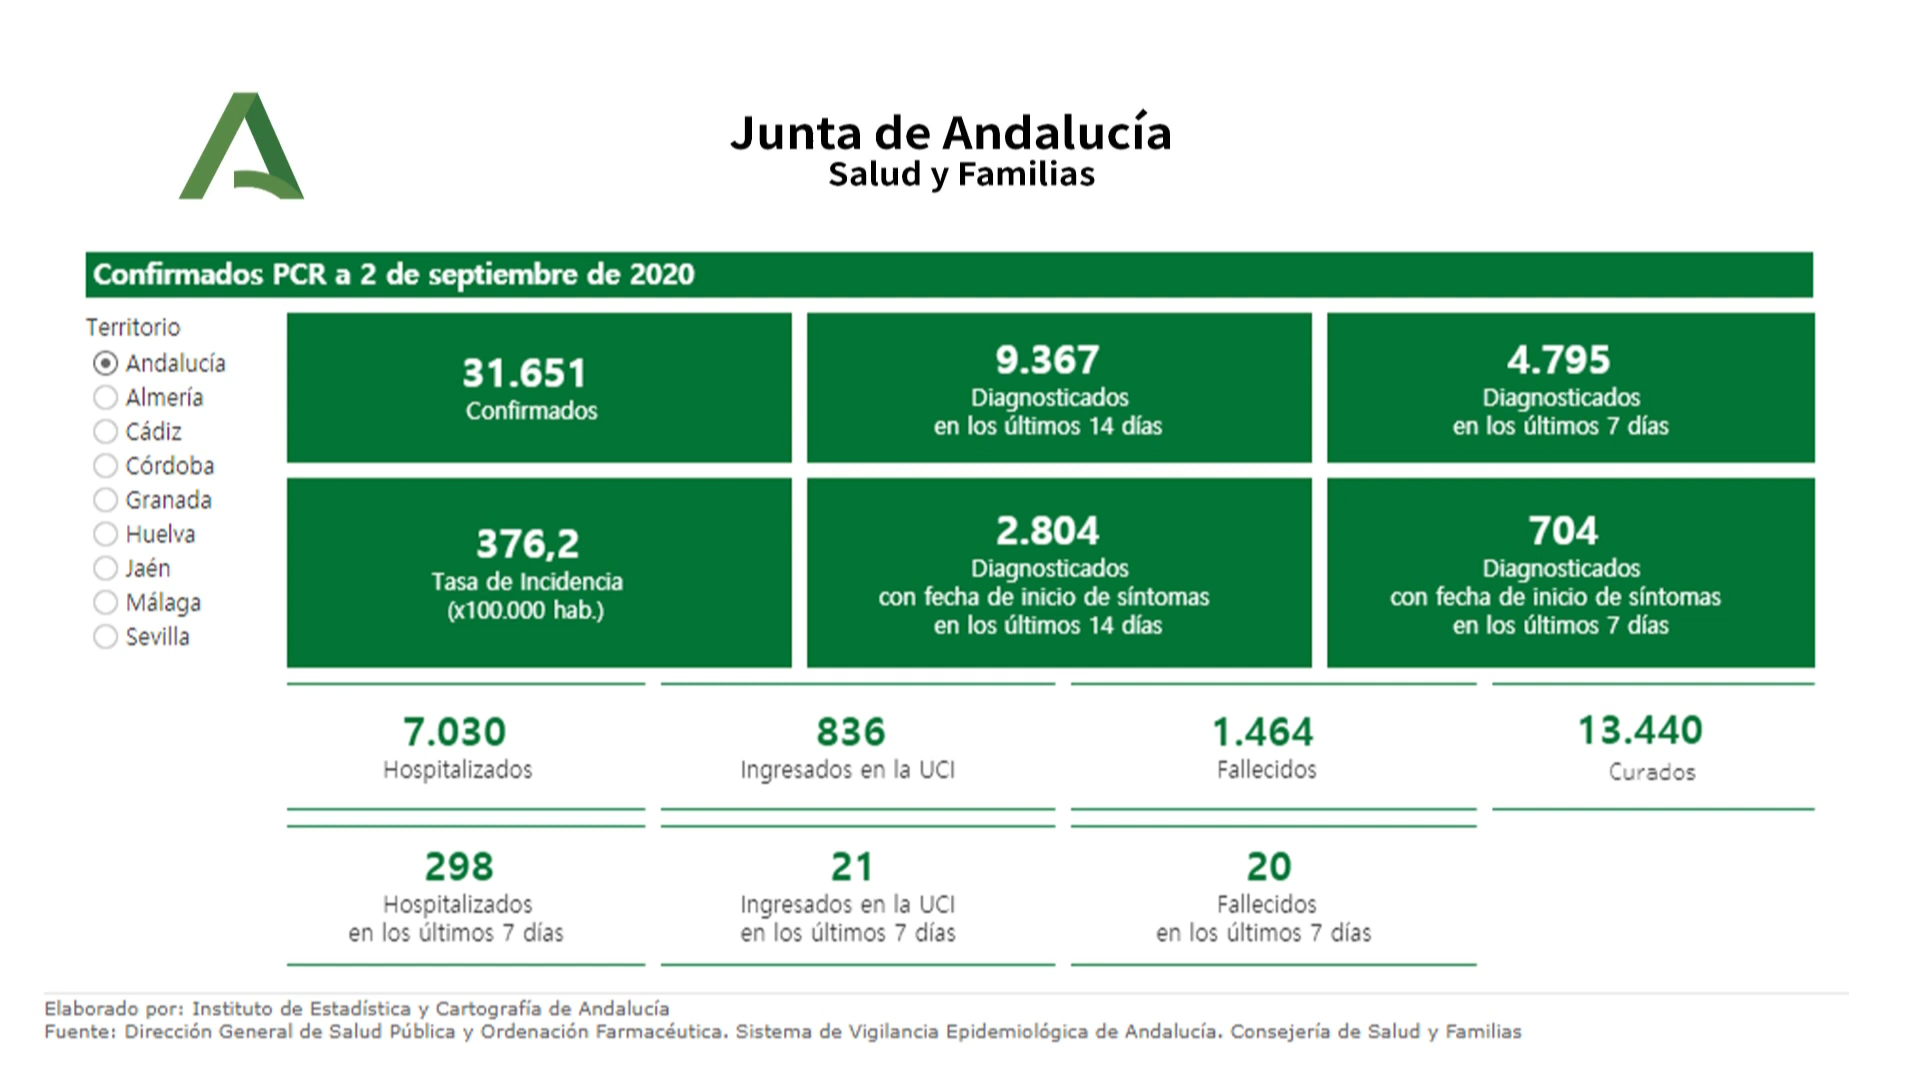 Junta de Andalucía
Salud y Familias
Confirmados PCR a 2 de septiembre de 2020
Territorio
Andalucía
Almería
Cádiz
Córdoba
Granada
Huelva
Jaén
Málaga
Sevilla
31.651
Confirmados
9.367
Diagnosticados
en los últimos 14 días
4.795
Diagnosticados
en los últimos 7 días
376,2
Tasa de Incidencia
(x100.000 hab.)
2.804
Diagnosticados
con fecha de inicio de síntomas
en los últimos 14 días
704
Diagnosticados
con fecha de inicio de síntomas
en los últimos 7 días
7.030
Hospitalizados
836
Ingresados en la UCI
1.464
Fallecidos
13.440
Curados
298
Hospitalizados
en los últimos 7 días
21
Ingresados en la UCI
en los últimos 7 días
20
Fallecidos
en los últimos 7 días
Elaborado por: Instituto de Estadística y Cartografía de Andalucía
Fuente: Dirección General de Salud Pública y Ordenación Farmacéutica. Sistema de Vigilancia Epidemiológica de Andalucía. Consejería de Salud y Familias